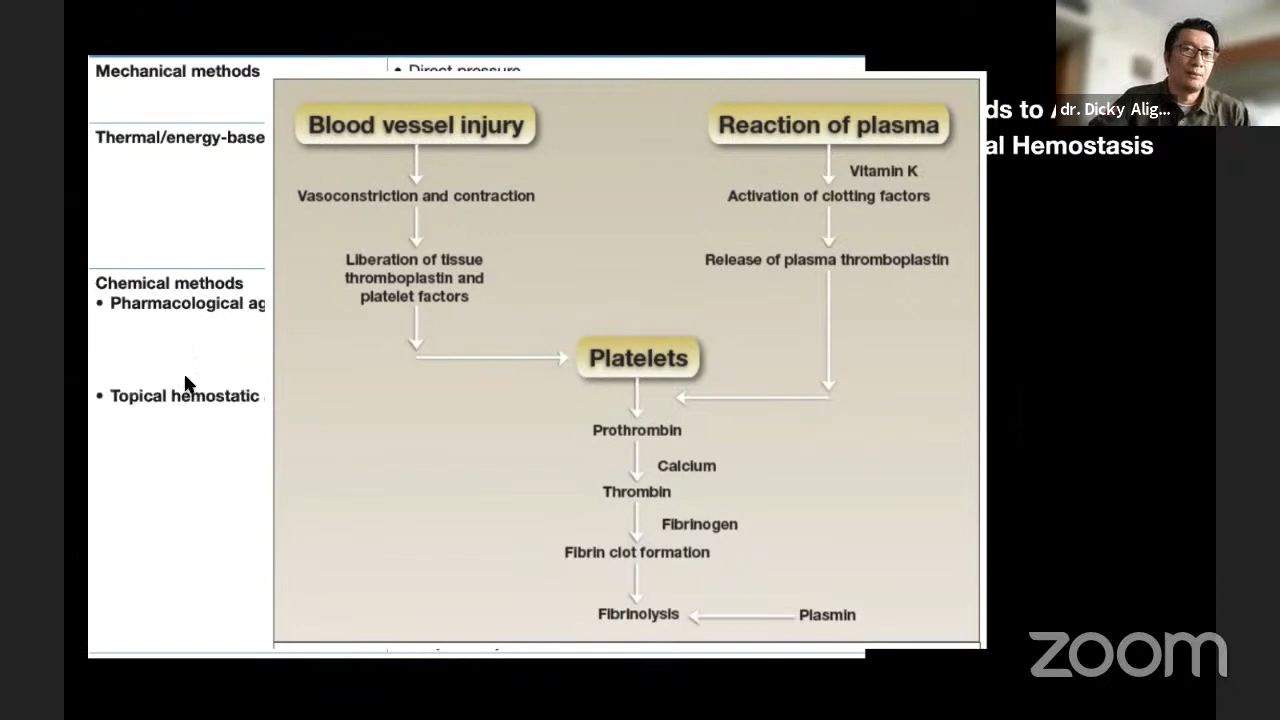 Mechanical methods
• Direct pressure
Thermal/energy-base
Chemical methods
• Pharmacological ag
• Topical hemostatic
Blood vessel injury
Vasoconstriction and contraction
Liberation of tissue
thromboplastin and
platelet factors
Reaction of plasma
Vitamin K
Activation of clotting factors
Release of plasma thromboplastin
Platelets
Prothrombin
Calcium
Thrombin
Fibrinogen
Fibrin clot formation
Fibrinolysis
Plasmin
ds to
al Hemostasis
dr. Dicky Alig...
zoom